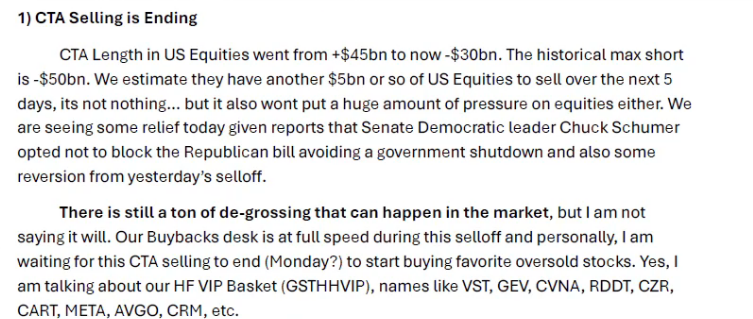 1) CTA Selling is Ending
CTA Length in US Equities went from +$45bn to now -$30bn. The historical max short
is -$50bn. We estimate they have another $5bn or so of US Equities to sell over the next 5
days, its not nothing... but it also wont put a huge amount of pressure on equities either. We
are seeing some relief today given reports that Senate Democratic leader Chuck Schumer
opted not to block the Republican bill avoiding a government shutdown and also some
reversion from yesterday's selloff.
There is still a ton of de-grossing that can happen in the market, but I am not
saying it will. Our Buybacks desk is at full speed during this selloff and personally, I am
waiting for this CTA selling to end (Monday?) to start buying favorite oversold stocks. Yes, I
am talking about our HF VIP Basket (GSTHHVIP), names like VST, GEV, CVNA, RDDT, CZR,
CART, META, AVGO, CRM, etc.